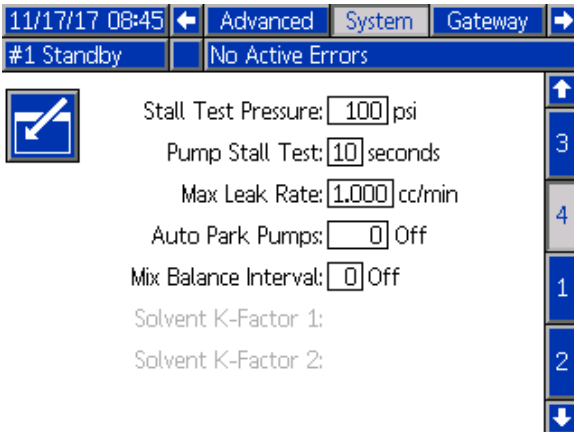 11/17/17 08:45 Advanced System Gateway
#1 Standby No Active Errors
Stall Test Pressure: 100 psi
3
Pump Stall Test: 10 seconds
Max Leak Rate: 1.000 cc/min
4
Auto Park Pumps: 0 Off
Mix Balance Interval: 0 Off
1
Solvent K-Factor 1:
Solvent K-Factor 2:
2